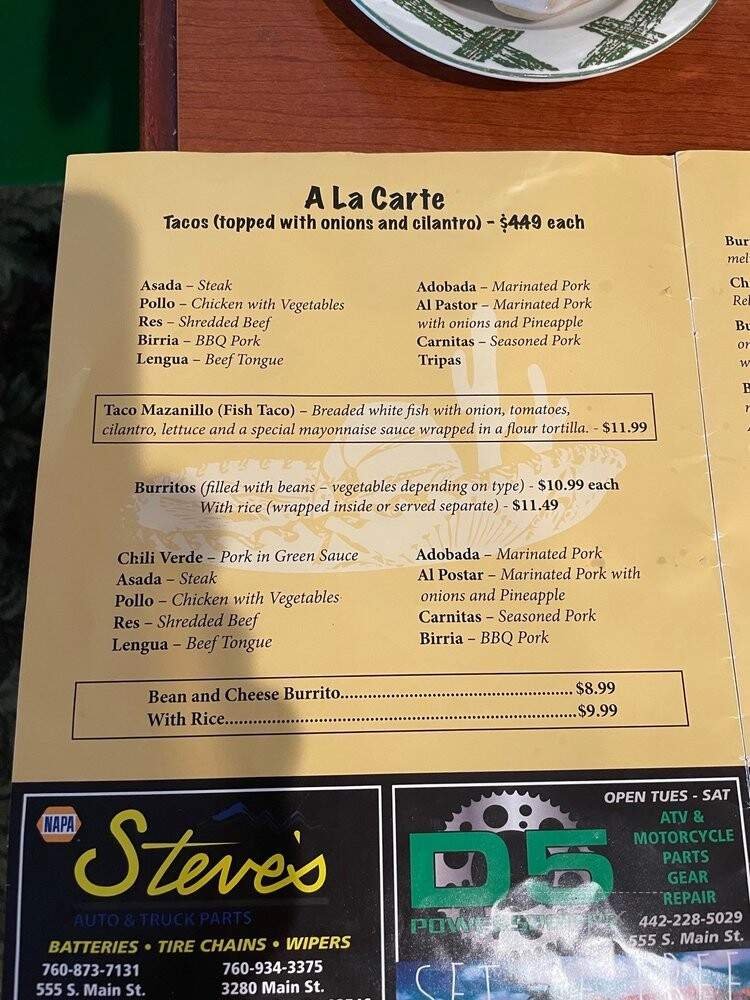 A La Carte
Tacos (topped with onions and cilantro) - $449 each
Asada – Steak
Pollo – Chicken with Vegetables
Res – Shredded Beef
Birria – BBQ Pork
Lengua – Beef Tongue
Adobada – Marinated Pork
Al Pastor – Marinated Pork
with onions and Pineapple
Carnitas – Seasoned Pork
Tripas
Taco Mazanillo (Fish Taco) – Breaded white fish with onion, tomatoes,
cilantro, lettuce and a special mayonnaise sauce wrapped in a flour tortilla. - $11.99
Burritos (filled with beans – vegetables depending on type) - $10.99 each
With rice (wrapped inside or served separate) - $11.49
Chili Verde – Pork in Green Sauce
Asada – Steak
Pollo – Chicken with Vegetables
Res – Shredded Beef
Lengua – Beef Tongue
Adobada – Marinated Pork
Al Postar – Marinated Pork with
onions and Pineapple
Carnitas – Seasoned Pork
Birria – BBQ Pork
Bean and Cheese Burrito.................................................. $8.99
With Rice............................................................................$9.99
NAPA
Steve's
AUTO & TRUCK PARTS
BATTERIES • TIRE CHAINS • WIPERS
760-873-7131
555 S. Main St.
760-934-3375
3280 Main St.
OPEN TUES - SAT
D5
ATV &
MOTORCYCLE
PARTS
GEAR
REPAIR
442-228-5029
555 S. Main St.